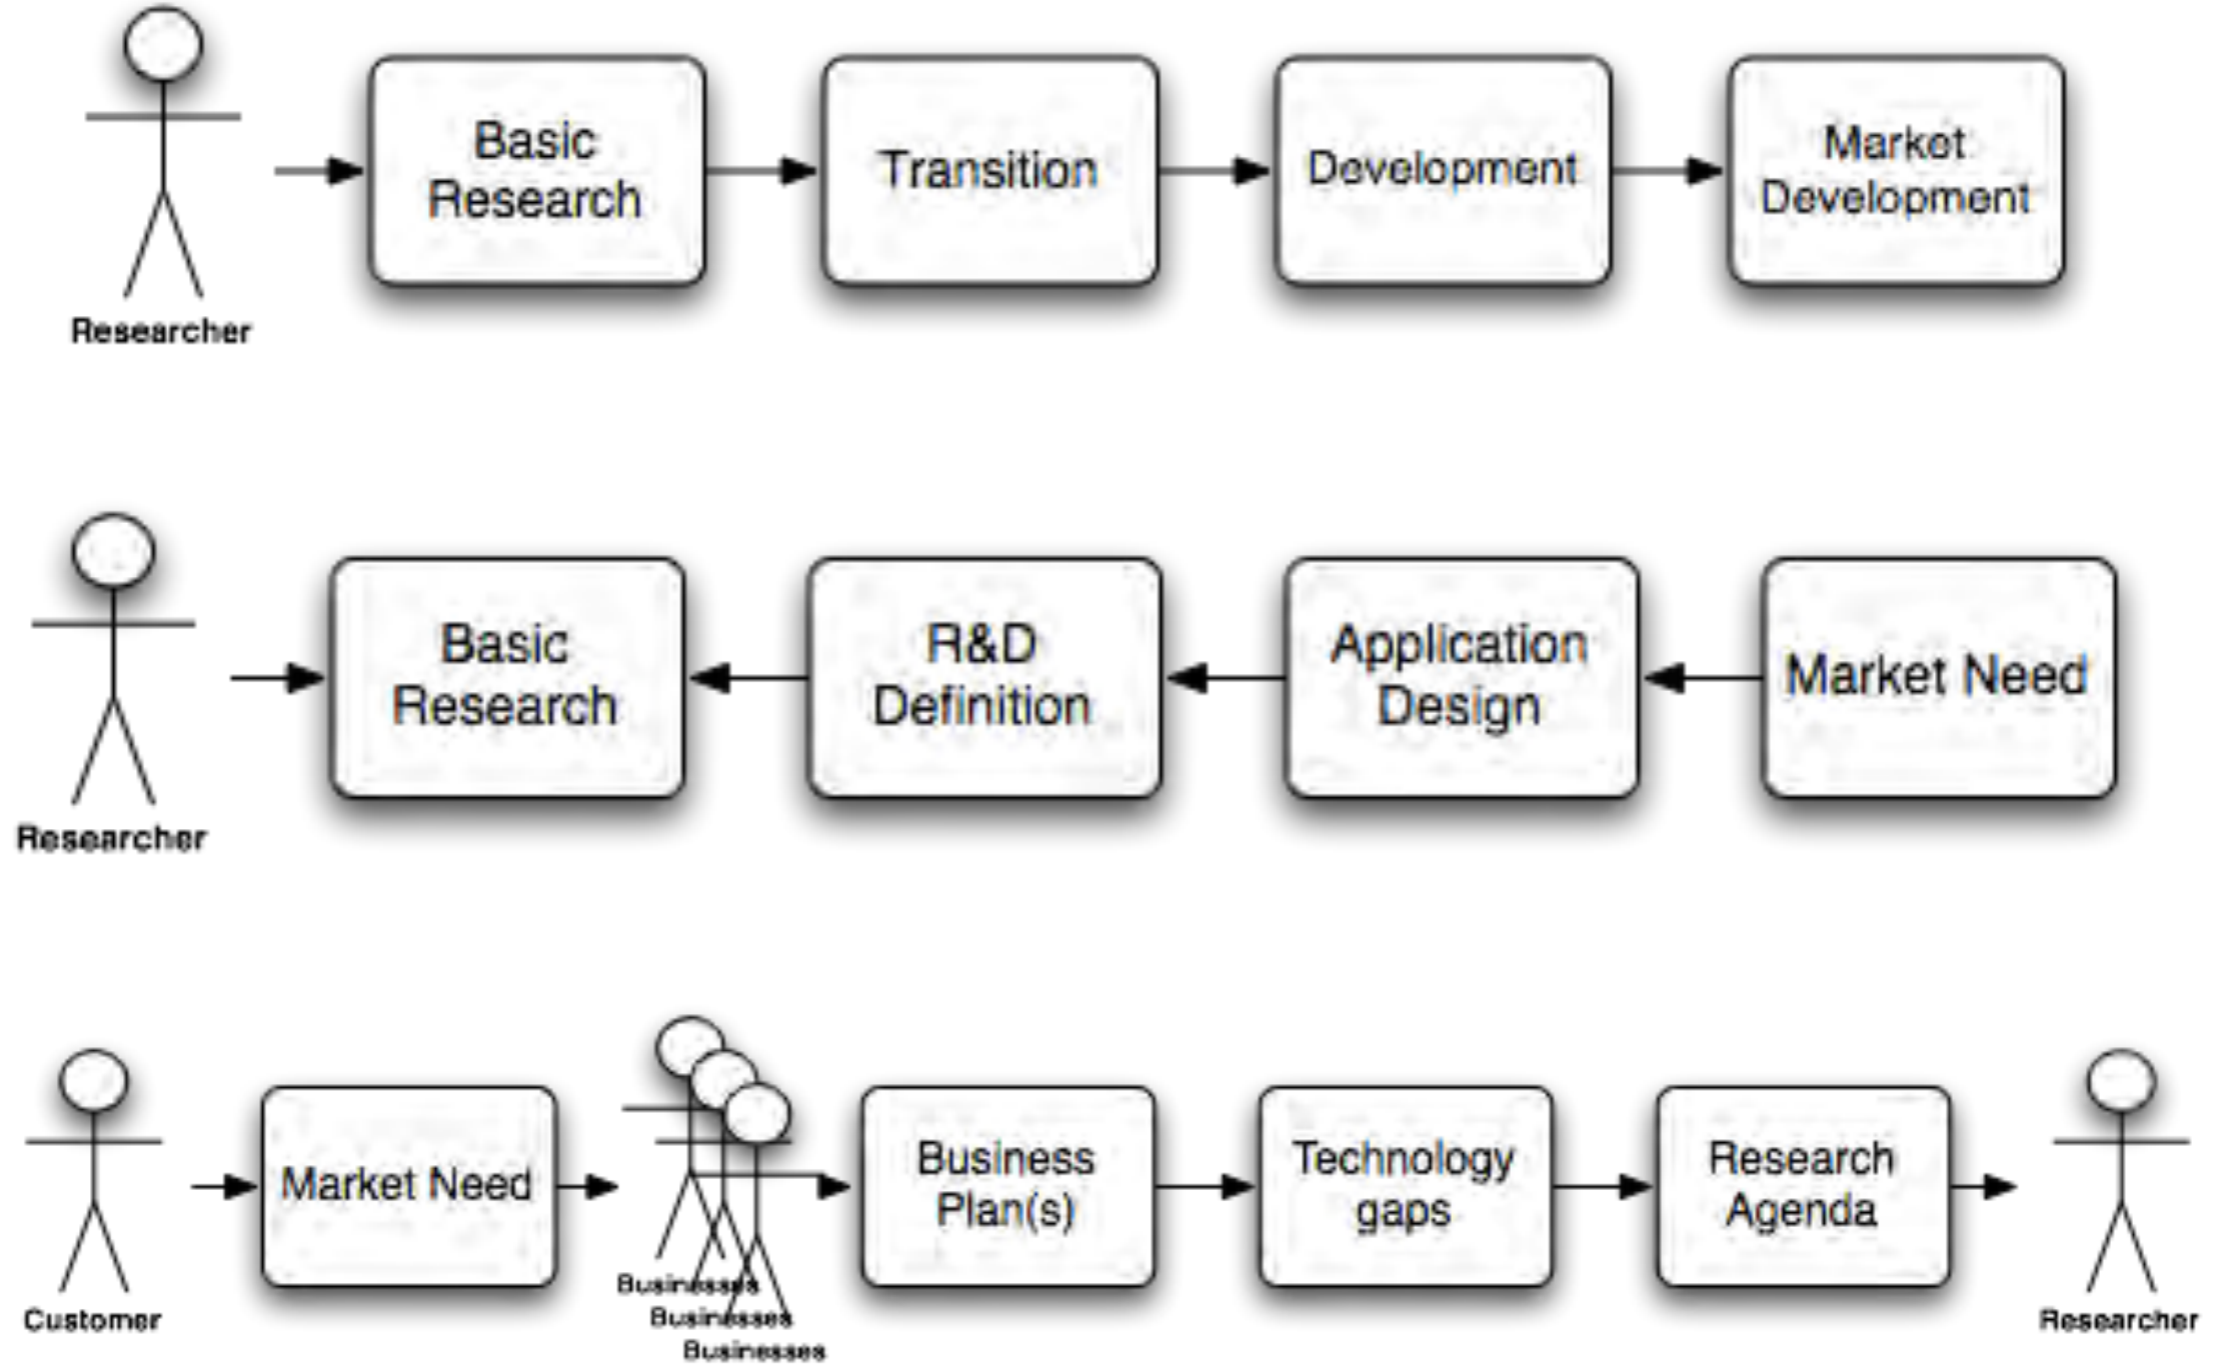 Basic
Research
Transition
Development
Market
Development
Researcher
Basic
Research
R&D
Definition
Application
Design
Market Need
Researcher
Market Need
Business
Plan(s)
Technology
gaps
Research
Agenda
Customer
Businesses
Businesses
Businesses
Researcher